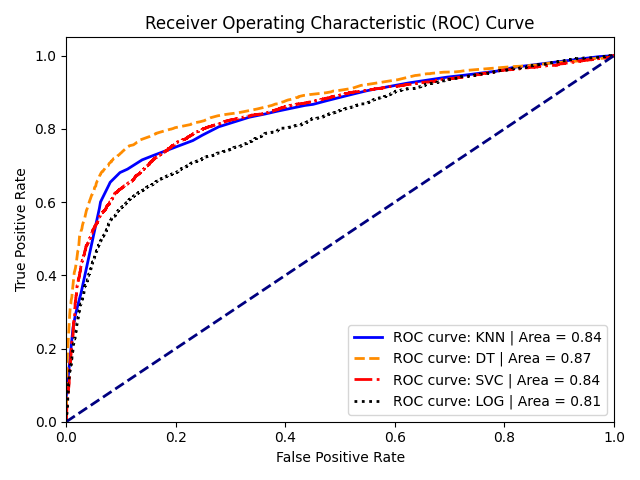 Receiver Operating Characteristic (ROC) Curve
1.0
0.8
0.6
0.4
0.2
0.0
True Positive Rate
ROC curve: KNN | Area = 0.84
ROC curve: DT | Area = 0.87
ROC curve: SVC | Area = 0.84
ROC curve: LOG | Area = 0.81
0.0 0.2 0.4 0.6 0.8 1.0
False Positive Rate